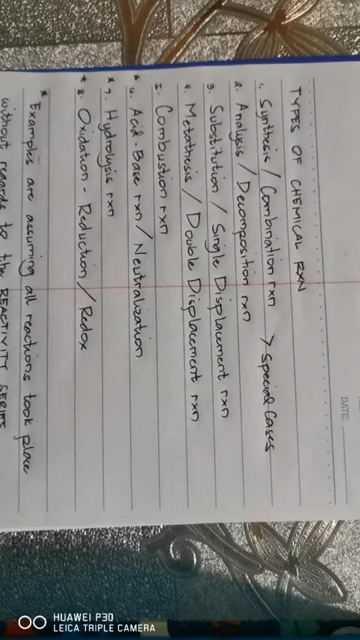 DATE:
TYPES OF CHEMICAL RXN
1. Synthesis / Combination rxn > Special Cases
2. Analysis / Decomposition rxn
3. Substitution / Single Displacement rxn
4. Metathesis / Double Displacement rxn
5. Combustion rxn
* 6. Acid - Base rxn / Neutralization
* 7. Hydrolysis rxn
* 8. Oxidation - Reduction / Redox
* Examples are assuming all reactions took place
without regards to the REACTIVITY SERIES
HUAWEI P30
LEICA TRIPLE CAMERA